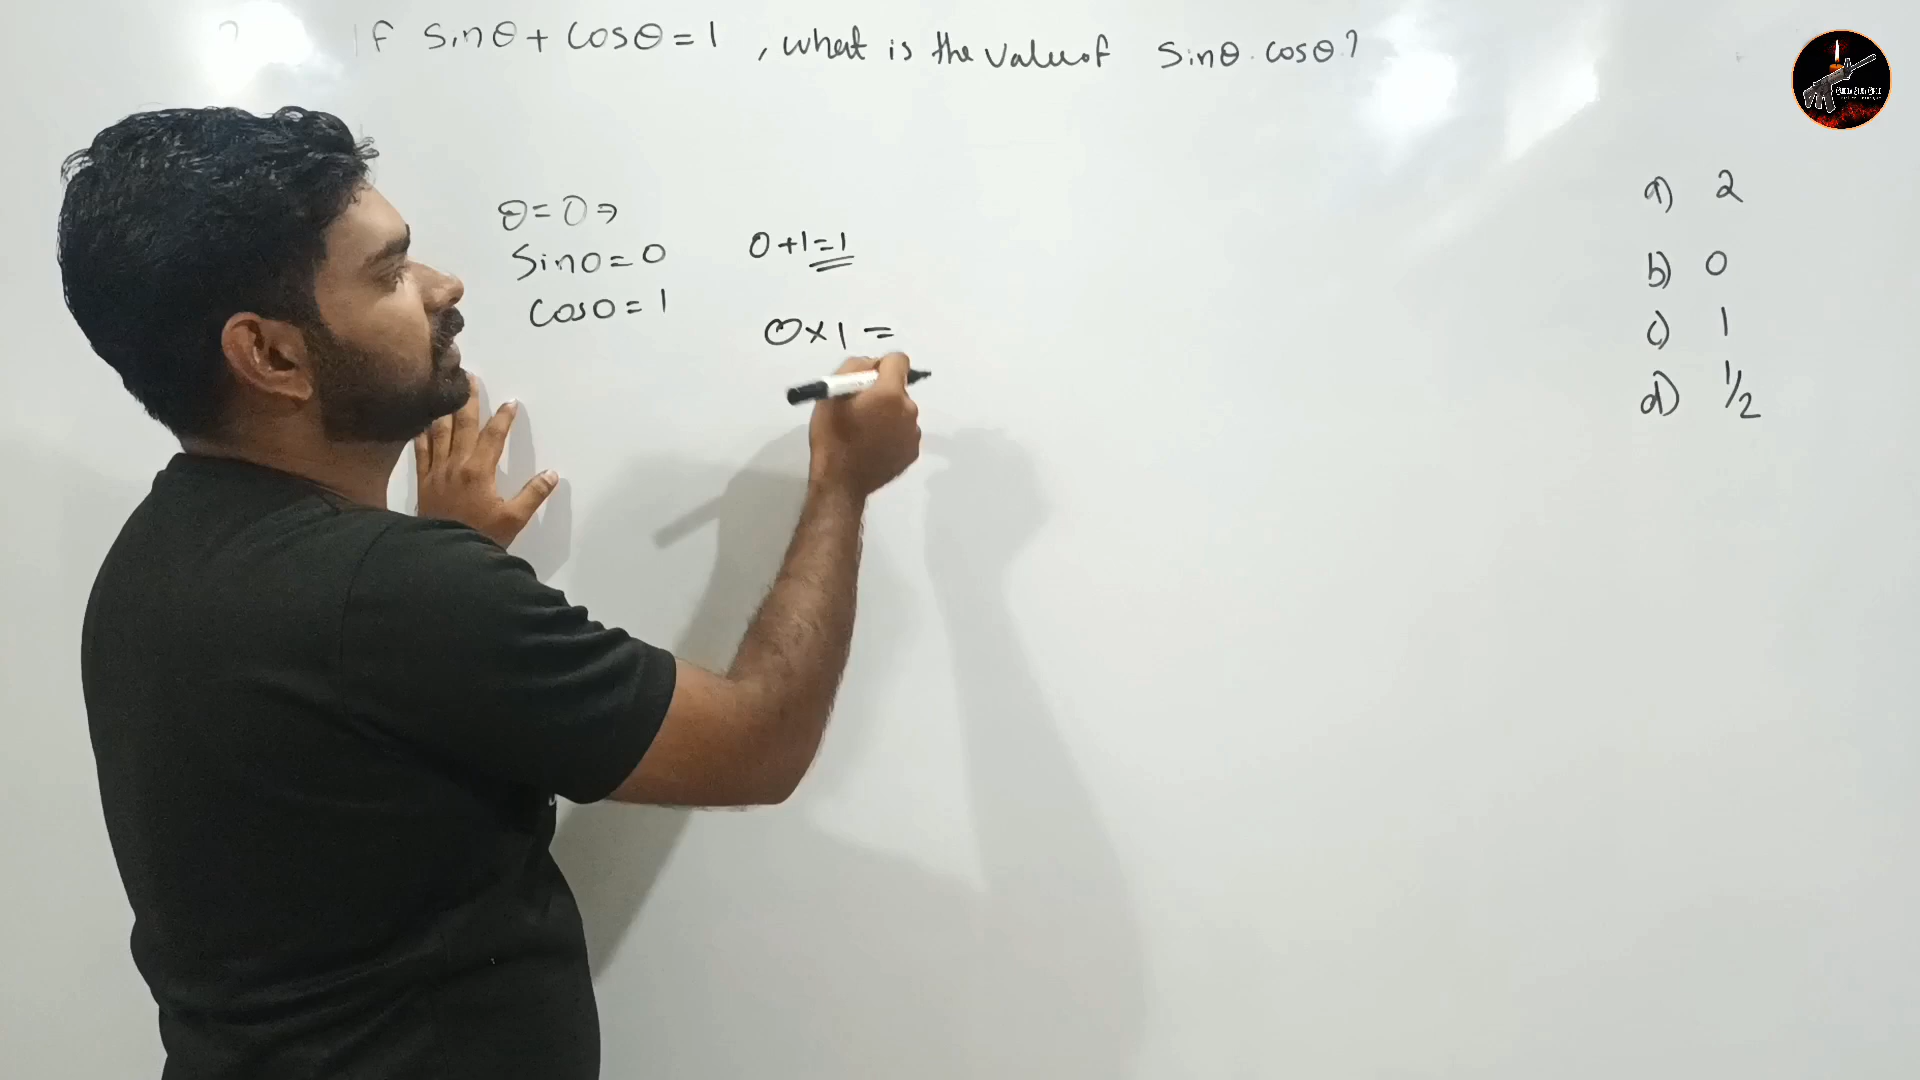 If sinθ + cosθ = 1 , what is the value of sinθ . cosθ ?
θ = 0 ⇒
sin0 = 0
cos0 = 1
0 + 1 = 1
0 × 1 =
a) 2
b) 0
c) 1
d) 1/2